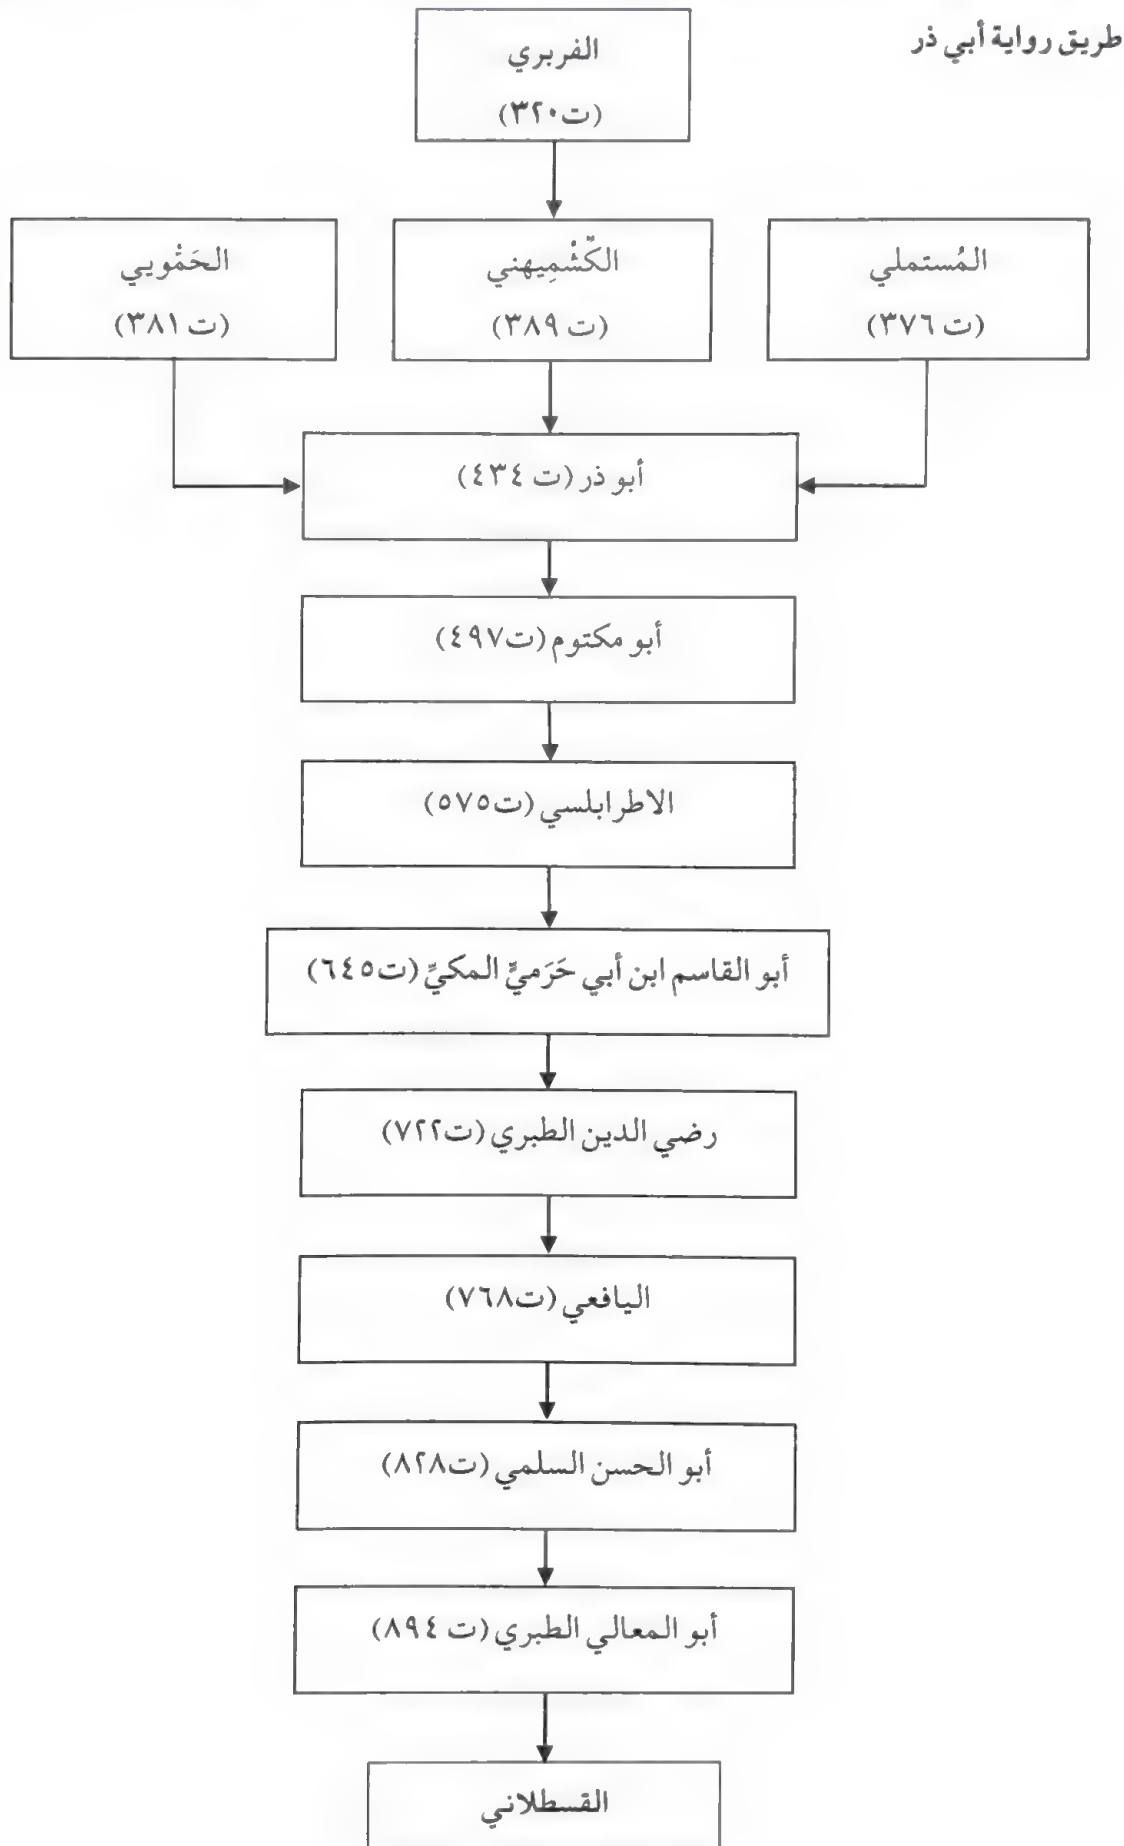 طريق رواية أبي ذر
الفربري
(ت٣٢٠)
المُستملي
(ت ٣٧٦)
الكُشْمِيهني
(ت ٣٨٩)
الحَمُّويي
(ت ٣٨١)
أبو ذر (ت ٤٣٤)
أبو مكتوم (ت٤٩٧)
الاطرابلسي (ت٥٧٥)
أبو القاسم ابن أبي حَرَميٍّ المكيِّ (ت٦٤٥)
رضي الدين الطبري (ت٧٢٢)
اليافعي (ت٧٦٨)
أبو الحسن السلمي (ت٨٢٨)
أبو المعالي الطبري (ت ٨٩٤)
القسطلاني